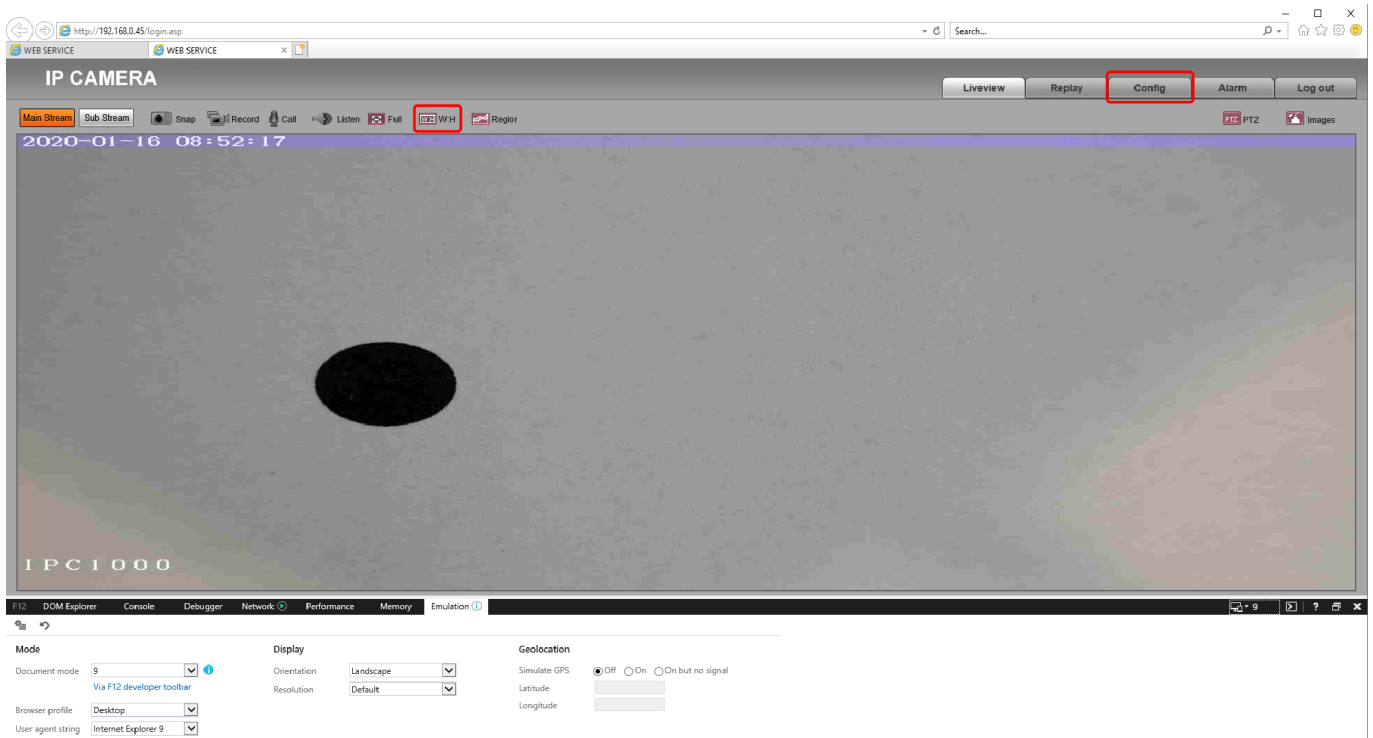 http://192.168.0.45/login.asp
Search...
WEB SERVICE
WEB SERVICE
IP CAMERA
Liveview Replay Config Alarm Log out
Main Stream Sub Stream Snap Record Call Listen Full W:H Region PTZ PTZ Images
2020-01-16 08:52:17
IPC1000
F12 DOM Explorer Console Debugger Network Performance Memory Emulation 9 ?
Mode Display Geolocation
Document mode 9 Orientation Landscape Simulate GPS Off On On but no signal
Via F12 developer toolbar Resolution Default Latitude
Longitude
Browser profile Desktop
User agent string Internet Explorer 9